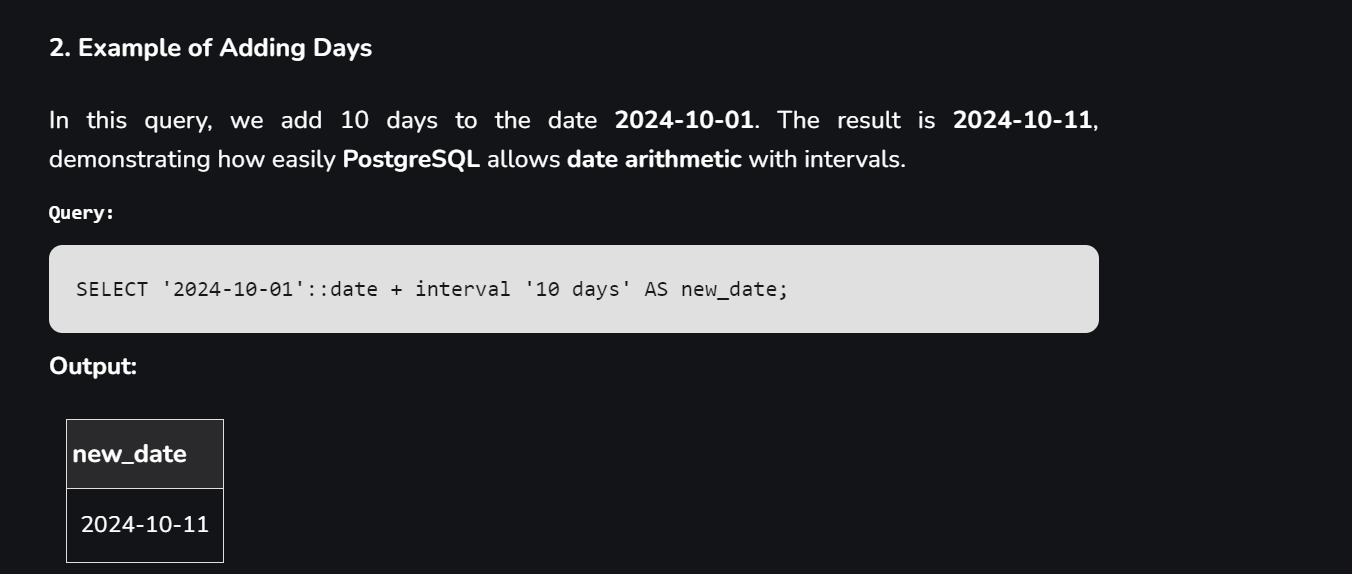 2. Example of Adding Days
In this query, we add 10 days to the date 2024-10-01. The result is 2024-10-11,
demonstrating how easily PostgreSQL allows date arithmetic with intervals.
Query:
SELECT '2024-10-01'::date + interval '10 days' AS new_date;
Output:
new_date
2024-10-11